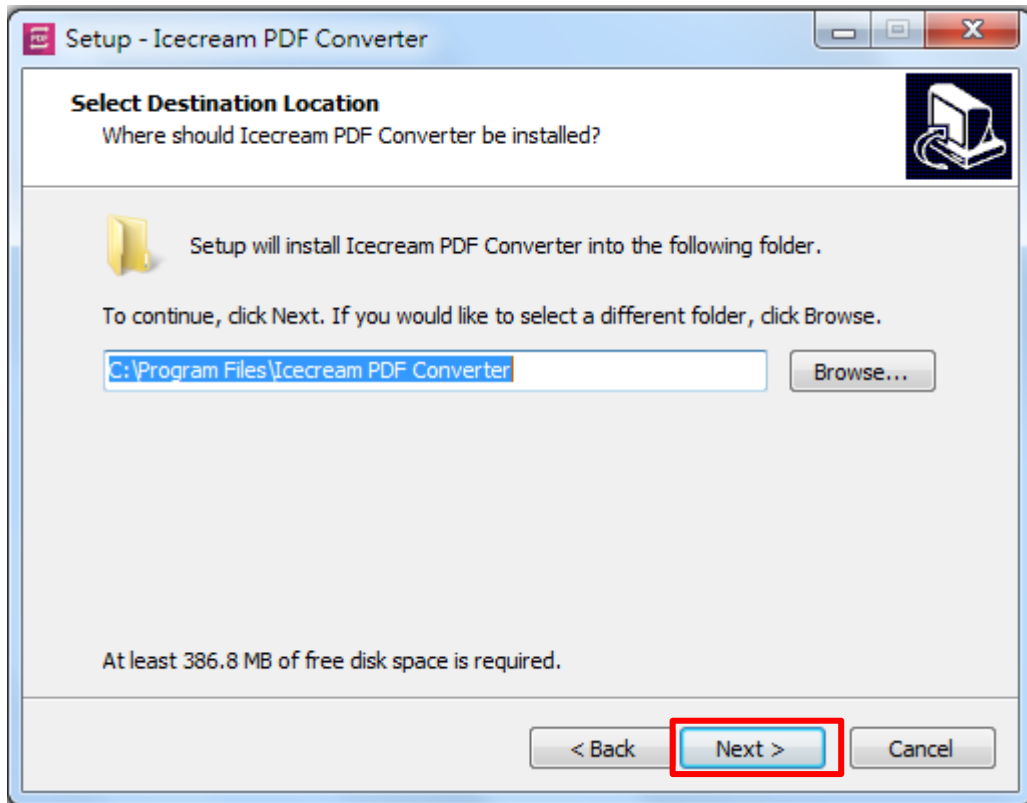 Setup - Icecream PDF Converter
Select Destination Location
Where should Icecream PDF Converter be installed?
Setup will install Icecream PDF Converter into the following folder.
To continue, click Next. If you would like to select a different folder, click Browse.
C:\Program Files\Icecream PDF Converter
Browse...
At least 386.8 MB of free disk space is required.
< Back Next > Cancel